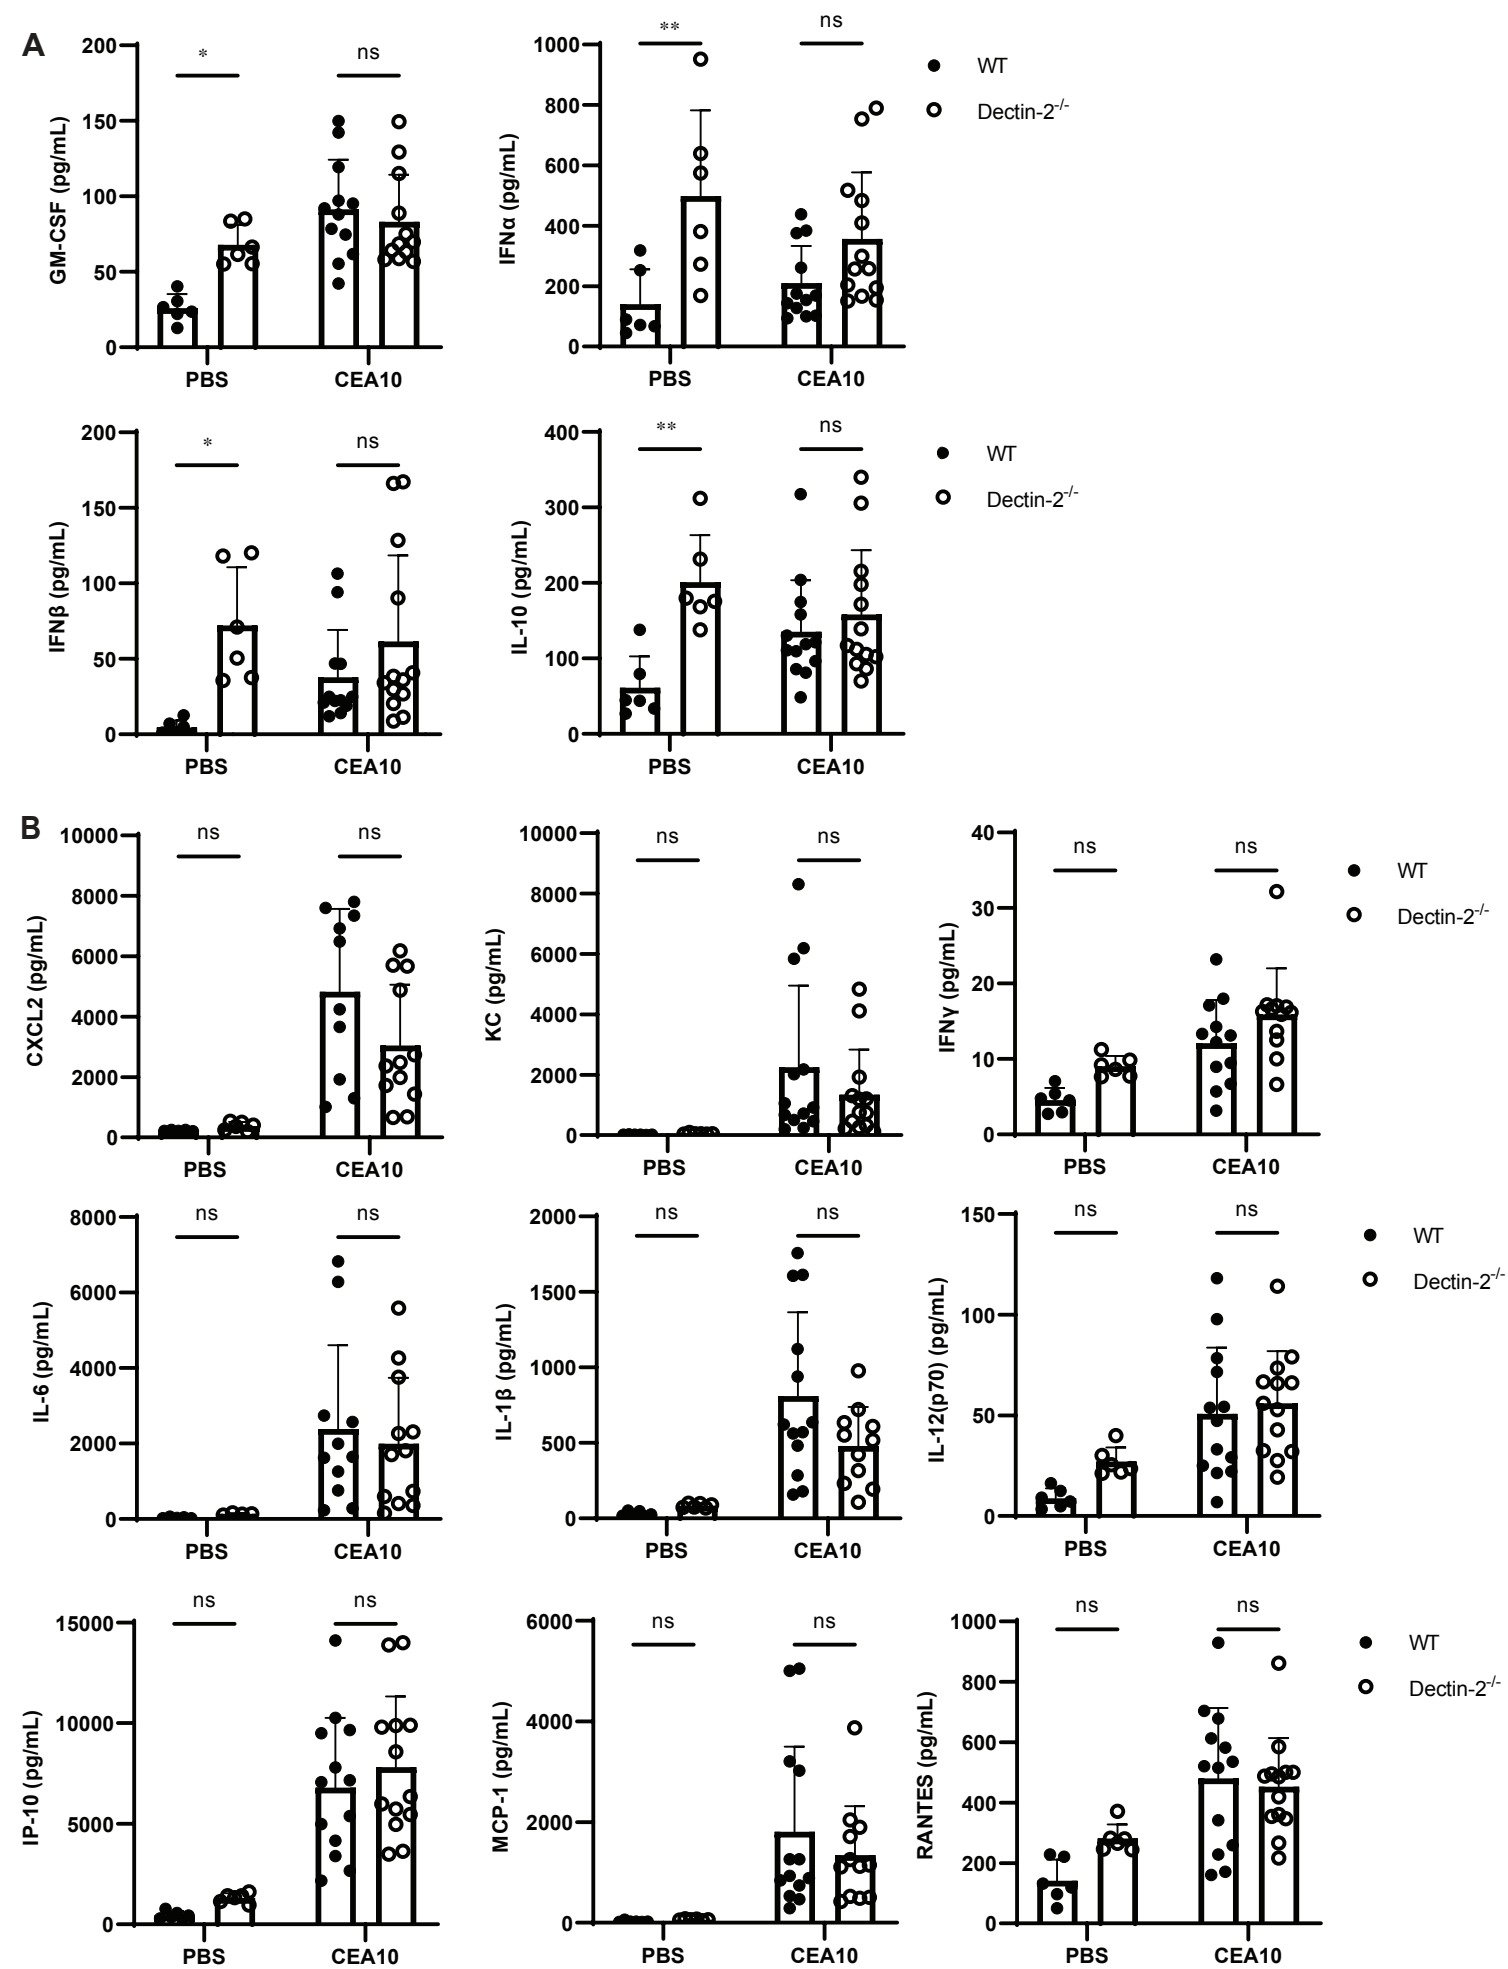 A
GM-CSF (pg/mL)
200
150
100
50
0
*
ns
PBS
CEA10
IFNα (pg/mL)
1000
800
600
400
200
0
**
ns
PBS
CEA10
WT
Dectin-2-/-
IFNβ (pg/mL)
200
150
100
50
0
*
ns
PBS
CEA10
IL-10 (pg/mL)
400
300
200
100
0
**
ns
PBS
CEA10
WT
Dectin-2-/-
B
CXCL2 (pg/mL)
10000
8000
6000
4000
2000
0
ns
ns
PBS
CEA10
KC (pg/mL)
10000
8000
6000
4000
2000
0
ns
ns
PBS
CEA10
IFNγ (pg/mL)
40
30
20
10
0
ns
ns
PBS
CEA10
WT
Dectin-2-/-
IL-6 (pg/mL)
8000
6000
4000
2000
0
ns
ns
PBS
CEA10
IL-1β (pg/mL)
2000
1500
1000
500
0
ns
ns
PBS
CEA10
IL-12(p70) (pg/mL)
150
100
50
0
ns
ns
PBS
CEA10
WT
Dectin-2-/-
IP-10 (pg/mL)
15000
10000
5000
0
ns
ns
PBS
CEA10
MCP-1 (pg/mL)
6000
4000
2000
0
ns
ns
PBS
CEA10
RANTES (pg/mL)
1000
800
600
400
200
0
ns
ns
PBS
CEA10
WT
Dectin-2-/-